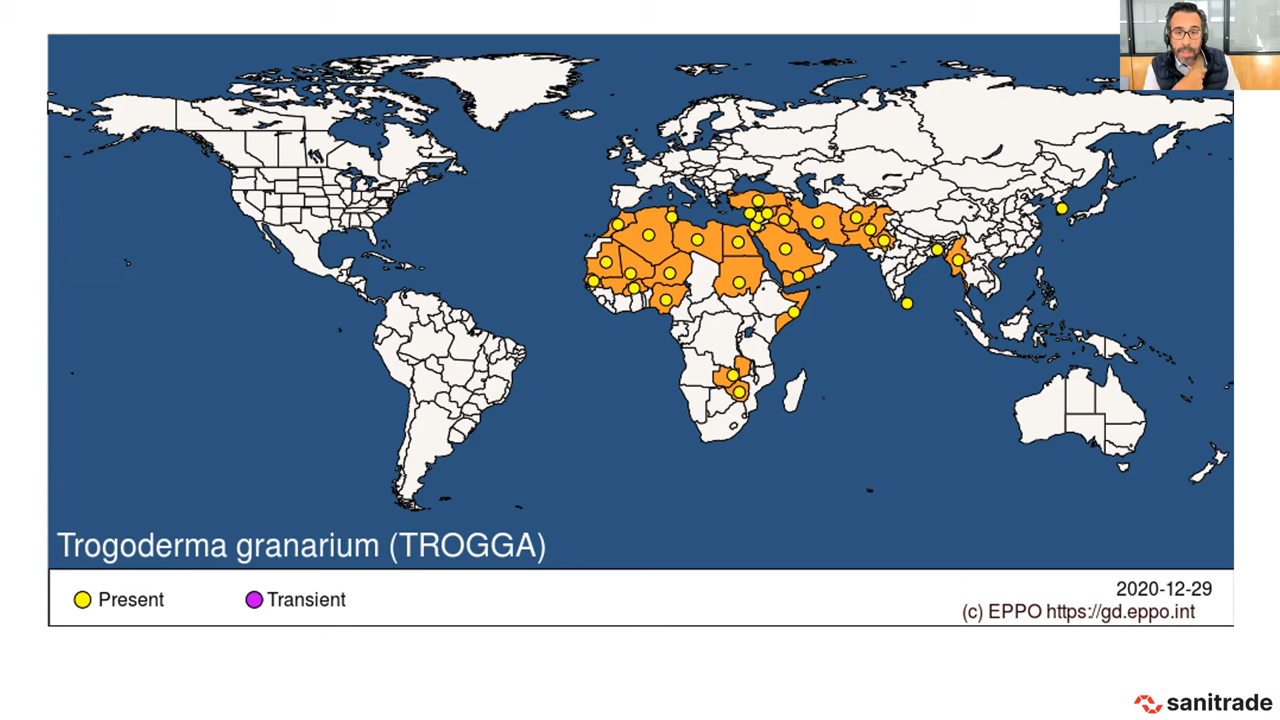 Trogoderma granarium (TROGGA)
Present
Transient
2020-12-29
(c) EPPO https://gd.eppo.int
sanitrade